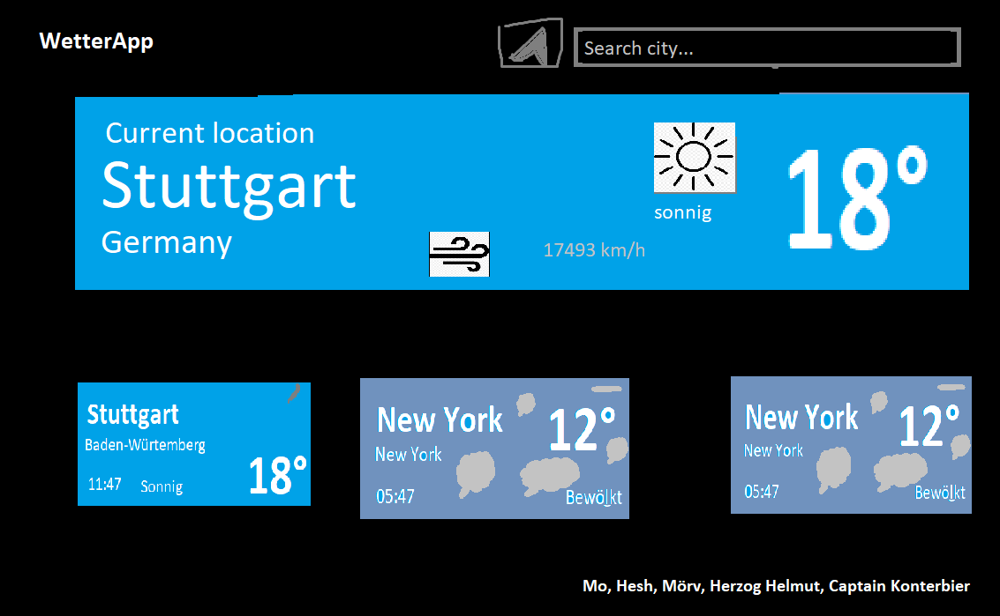 WetterApp
Search city...
Current location
Stuttgart
Germany
sonnig
17493 km/h
18°
Stuttgart
Baden-Würtemberg
11:47 Sonnig
18°
New York
New York
12°
05:47
Bewölkt
New York
New York
12°
05:47
Bewölkt
Mo, Hesh, Mörv, Herzog Helmut, Captain Konterbier